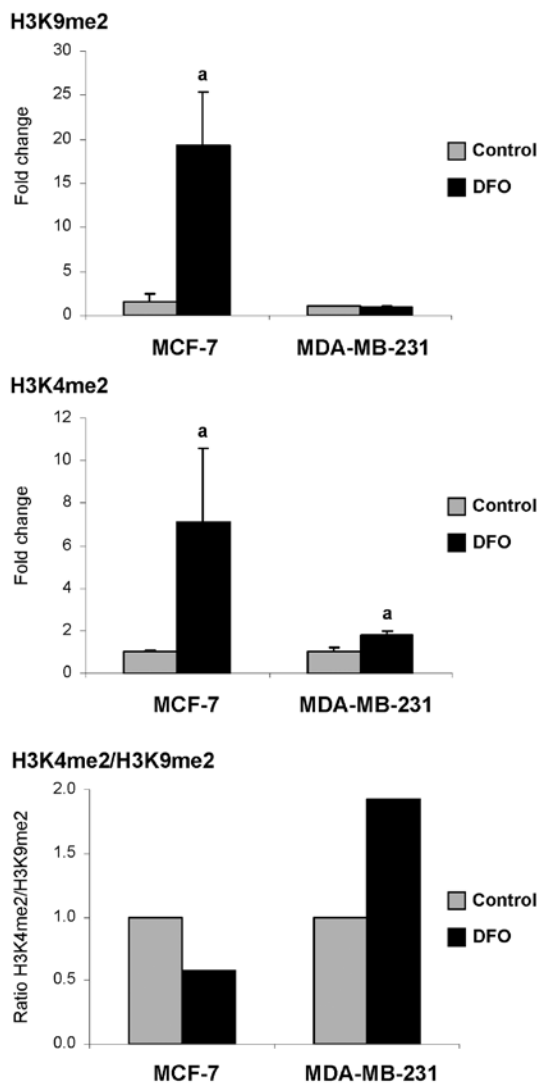 H3K9me2
30
25
20
15
10
5
0
Fold change
a
Control
DFO
MCF-7 MDA-MB-231
H3K4me2
12
10
8
6
4
2
0
Fold change
a
a
Control
DFO
MCF-7 MDA-MB-231
H3K4me2/H3K9me2
2.0
1.5
1.0
0.5
0.0
Ratio H3K4me2/H3K9me2
Control
DFO
MCF-7 MDA-MB-231